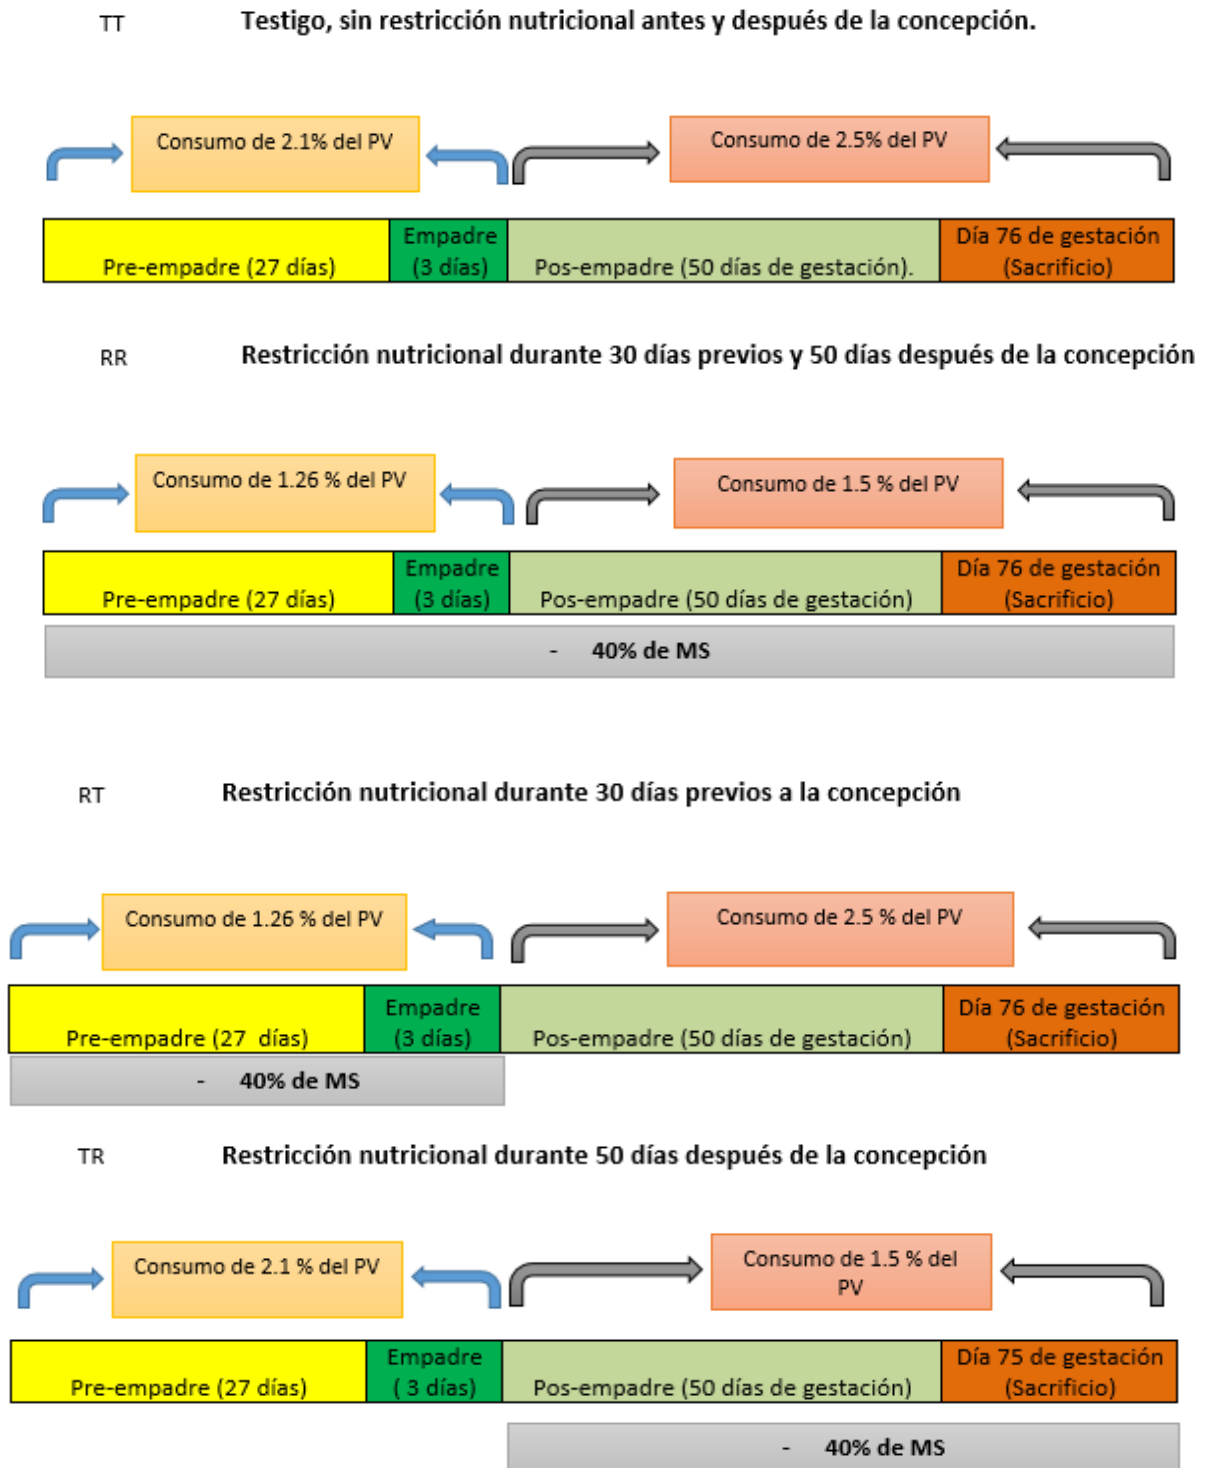 TT Testigo, sin restricción nutricional antes y después de la concepción.
Consumo de 2.1% del PV
Consumo de 2.5% del PV
Pre-empadre (27 días)
Empadre
(3 días)
Pos-empadre (50 días de gestación).
Día 76 de gestación
(Sacrificio)
RR Restricción nutricional durante 30 días previos y 50 días después de la concepción
Consumo de 1.26 % del PV
Consumo de 1.5 % del PV
Pre-empadre (27 días)
Empadre
(3 días)
Pos-empadre (50 días de gestación)
Día 76 de gestación
(Sacrificio)
- 40% de MS
RT Restricción nutricional durante 30 días previos a la concepción
Consumo de 1.26 % del PV
Consumo de 2.5 % del PV
Pre-empadre (27 días)
Empadre
(3 días)
Pos-empadre (50 días de gestación)
Día 76 de gestación
(Sacrificio)
- 40% de MS
TR Restricción nutricional durante 50 días después de la concepción
Consumo de 2.1 % del PV
Consumo de 1.5 % del
PV
Pre-empadre (27 días)
Empadre
( 3 días)
Pos-empadre (50 días de gestación)
Día 75 de gestación
(Sacrificio)
- 40% de MS